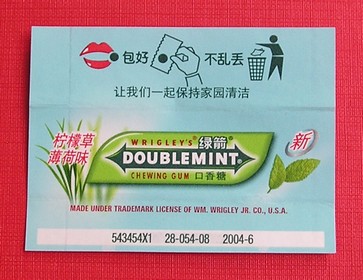 包好 不乱丢
让我们一起保持家园清洁
柠檬草
薄荷味
WRIGLEY'S 绿箭
DOUBLEMINT®
CHEWING GUM 口香糖
新
MADE UNDER TRADEMARK LICENSE OF WM. WRIGLEY JR. CO., U.S.A.
543454X1 28-054-08 2004-6